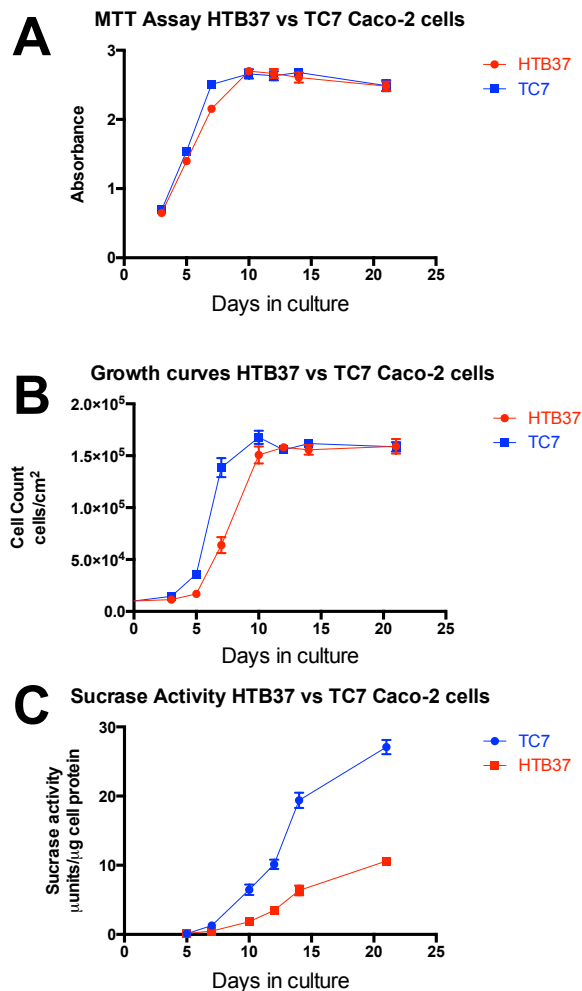 A
MTT Assay HTB37 vs TC7 Caco-2 cells
HTB37
TC7
Absorbance
3
2
1
0
0 5 10 15 20 25
Days in culture
B
Growth curves HTB37 vs TC7 Caco-2 cells
HTB37
TC7
Cell Count
cells/cm²
2.0×10⁵
1.5×10⁵
1.0×10⁵
5.0×10⁴
0.0
0 5 10 15 20 25
Days in culture
C
Sucrase Activity HTB37 vs TC7 Caco-2 cells
TC7
HTB37
Sucrase activity
μunits/μg cell protein
30
20
10
0
0 5 10 15 20 25
Days in culture